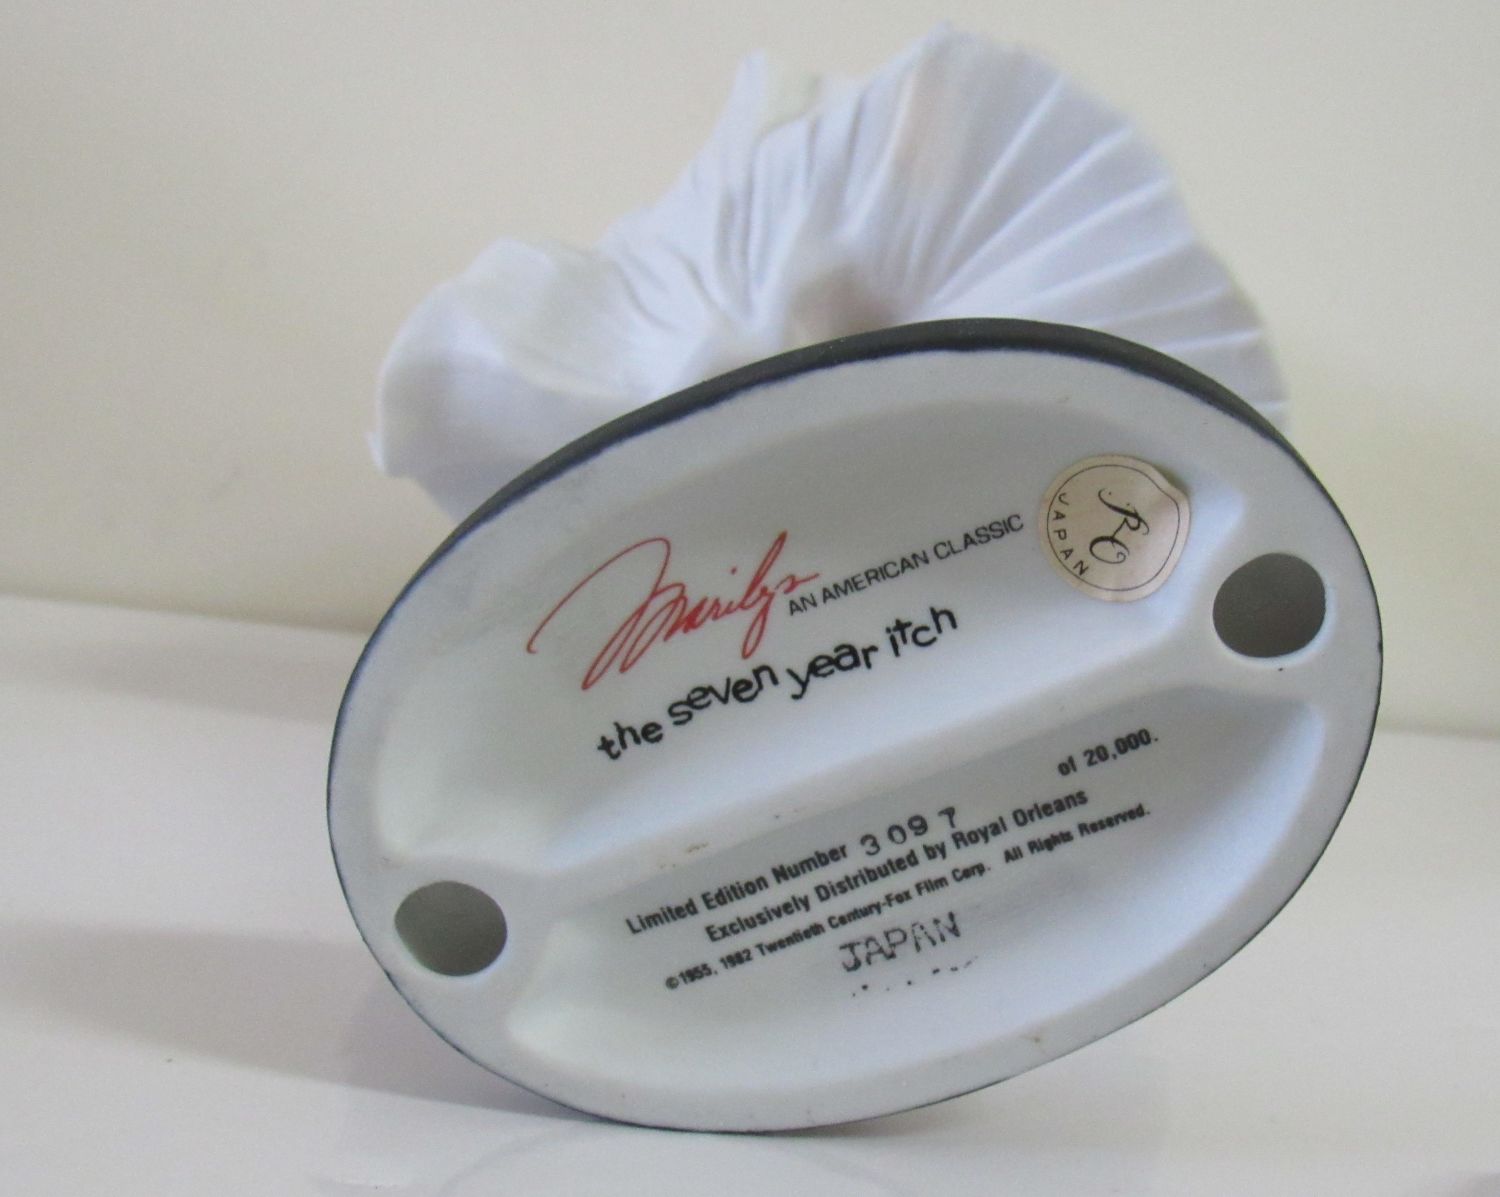 Marilyn AN AMERICAN CLASSIC
the seven year itch
RO
JAPAN
Limited Edition Number 3097 of 20,000.
Exclusively Distributed by Royal Orleans
©1955, 1982 Twentieth Century-Fox Film Corp. All Rights Reserved.
JAPAN